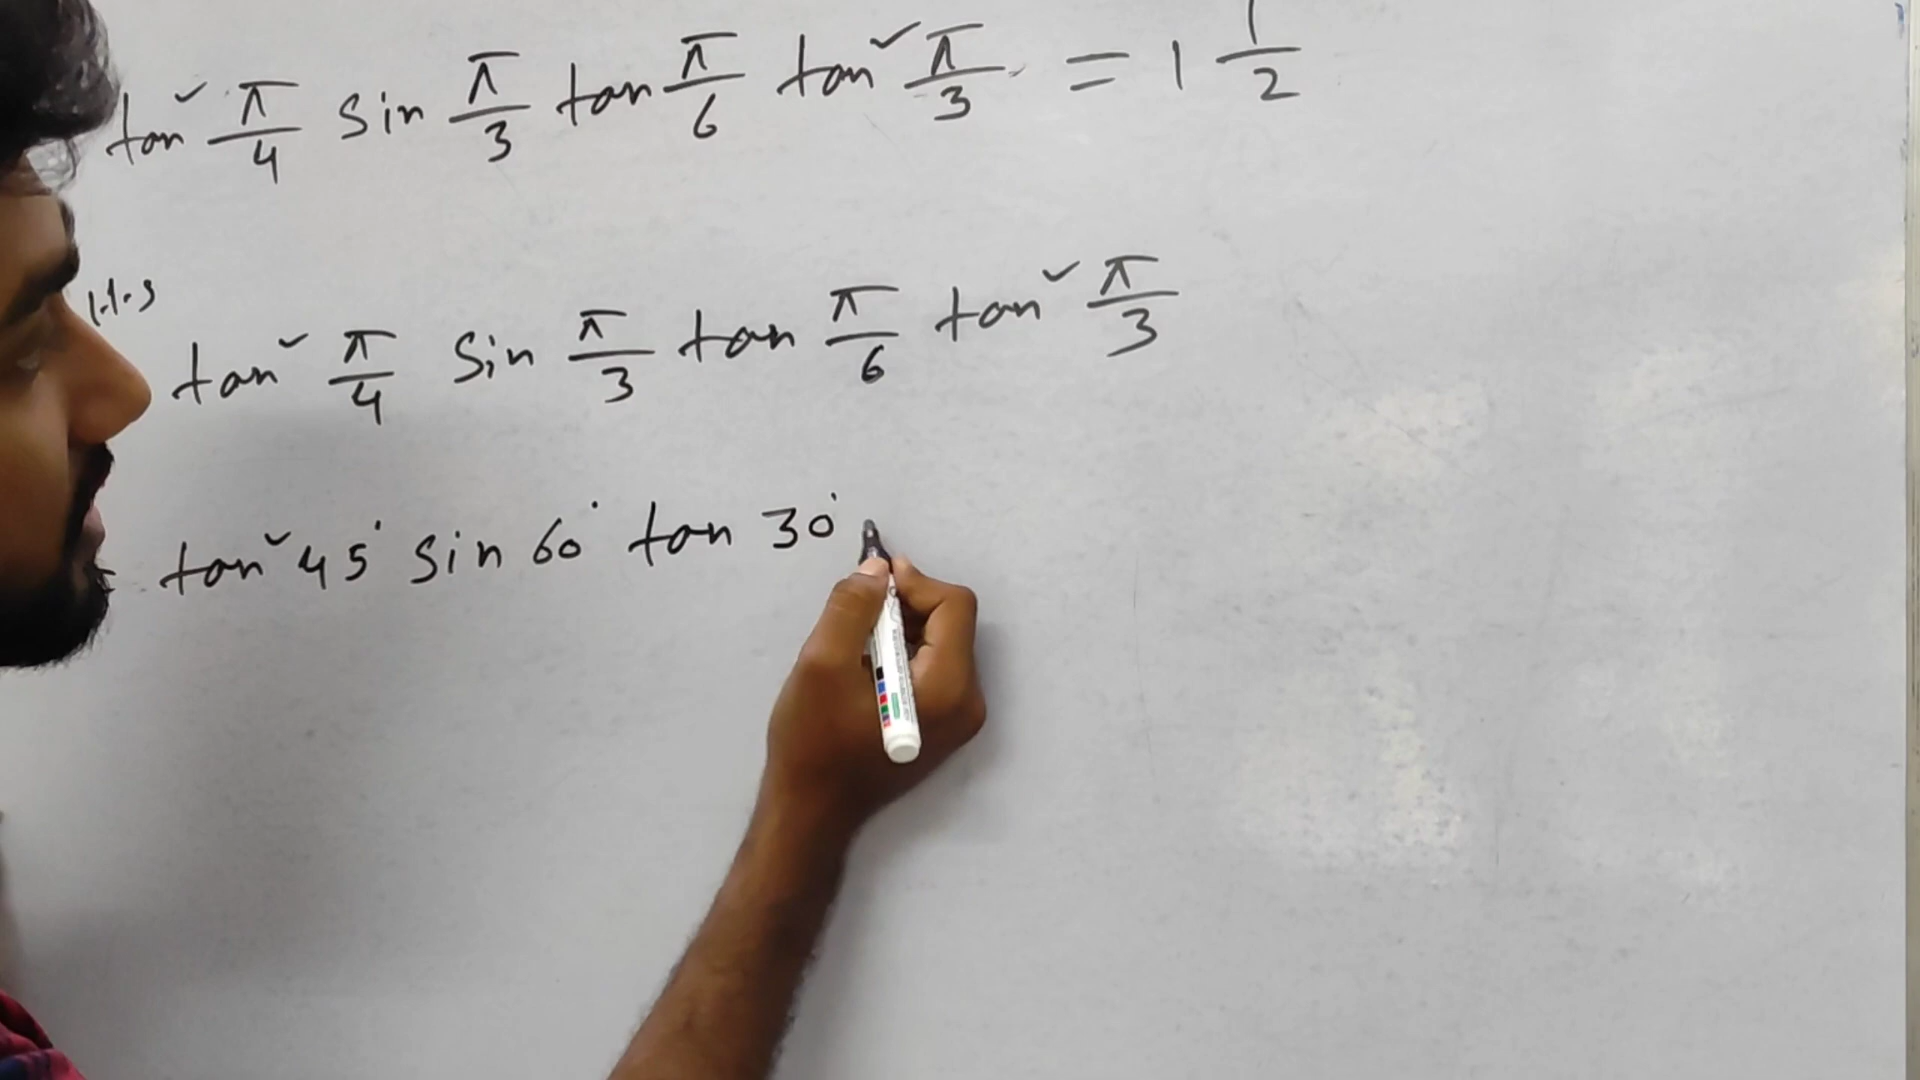 tan² π/4 sin π/3 tan π/6 tan² π/3 = 1 1/2
L.H.S
tan² π/4 sin π/3 tan π/6 tan² π/3
= tan² 45° sin 60° tan 30°